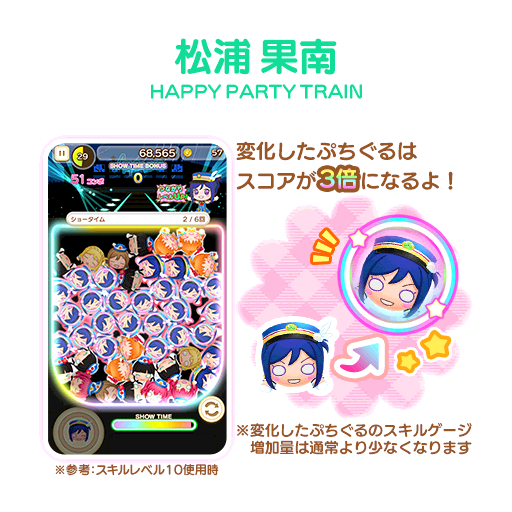 松浦 果南
HAPPY PARTY TRAIN
29
68,565
57
SHOW TIME BONUS
0
51コンボ
ショータイム
2 / 6回
SHOW TIME
※参考:スキルレベル10使用時
変化したぷちぐるは
スコアが3倍になるよ!
※変化したぷちぐるのスキルゲージ
増加量は通常より少なくなります